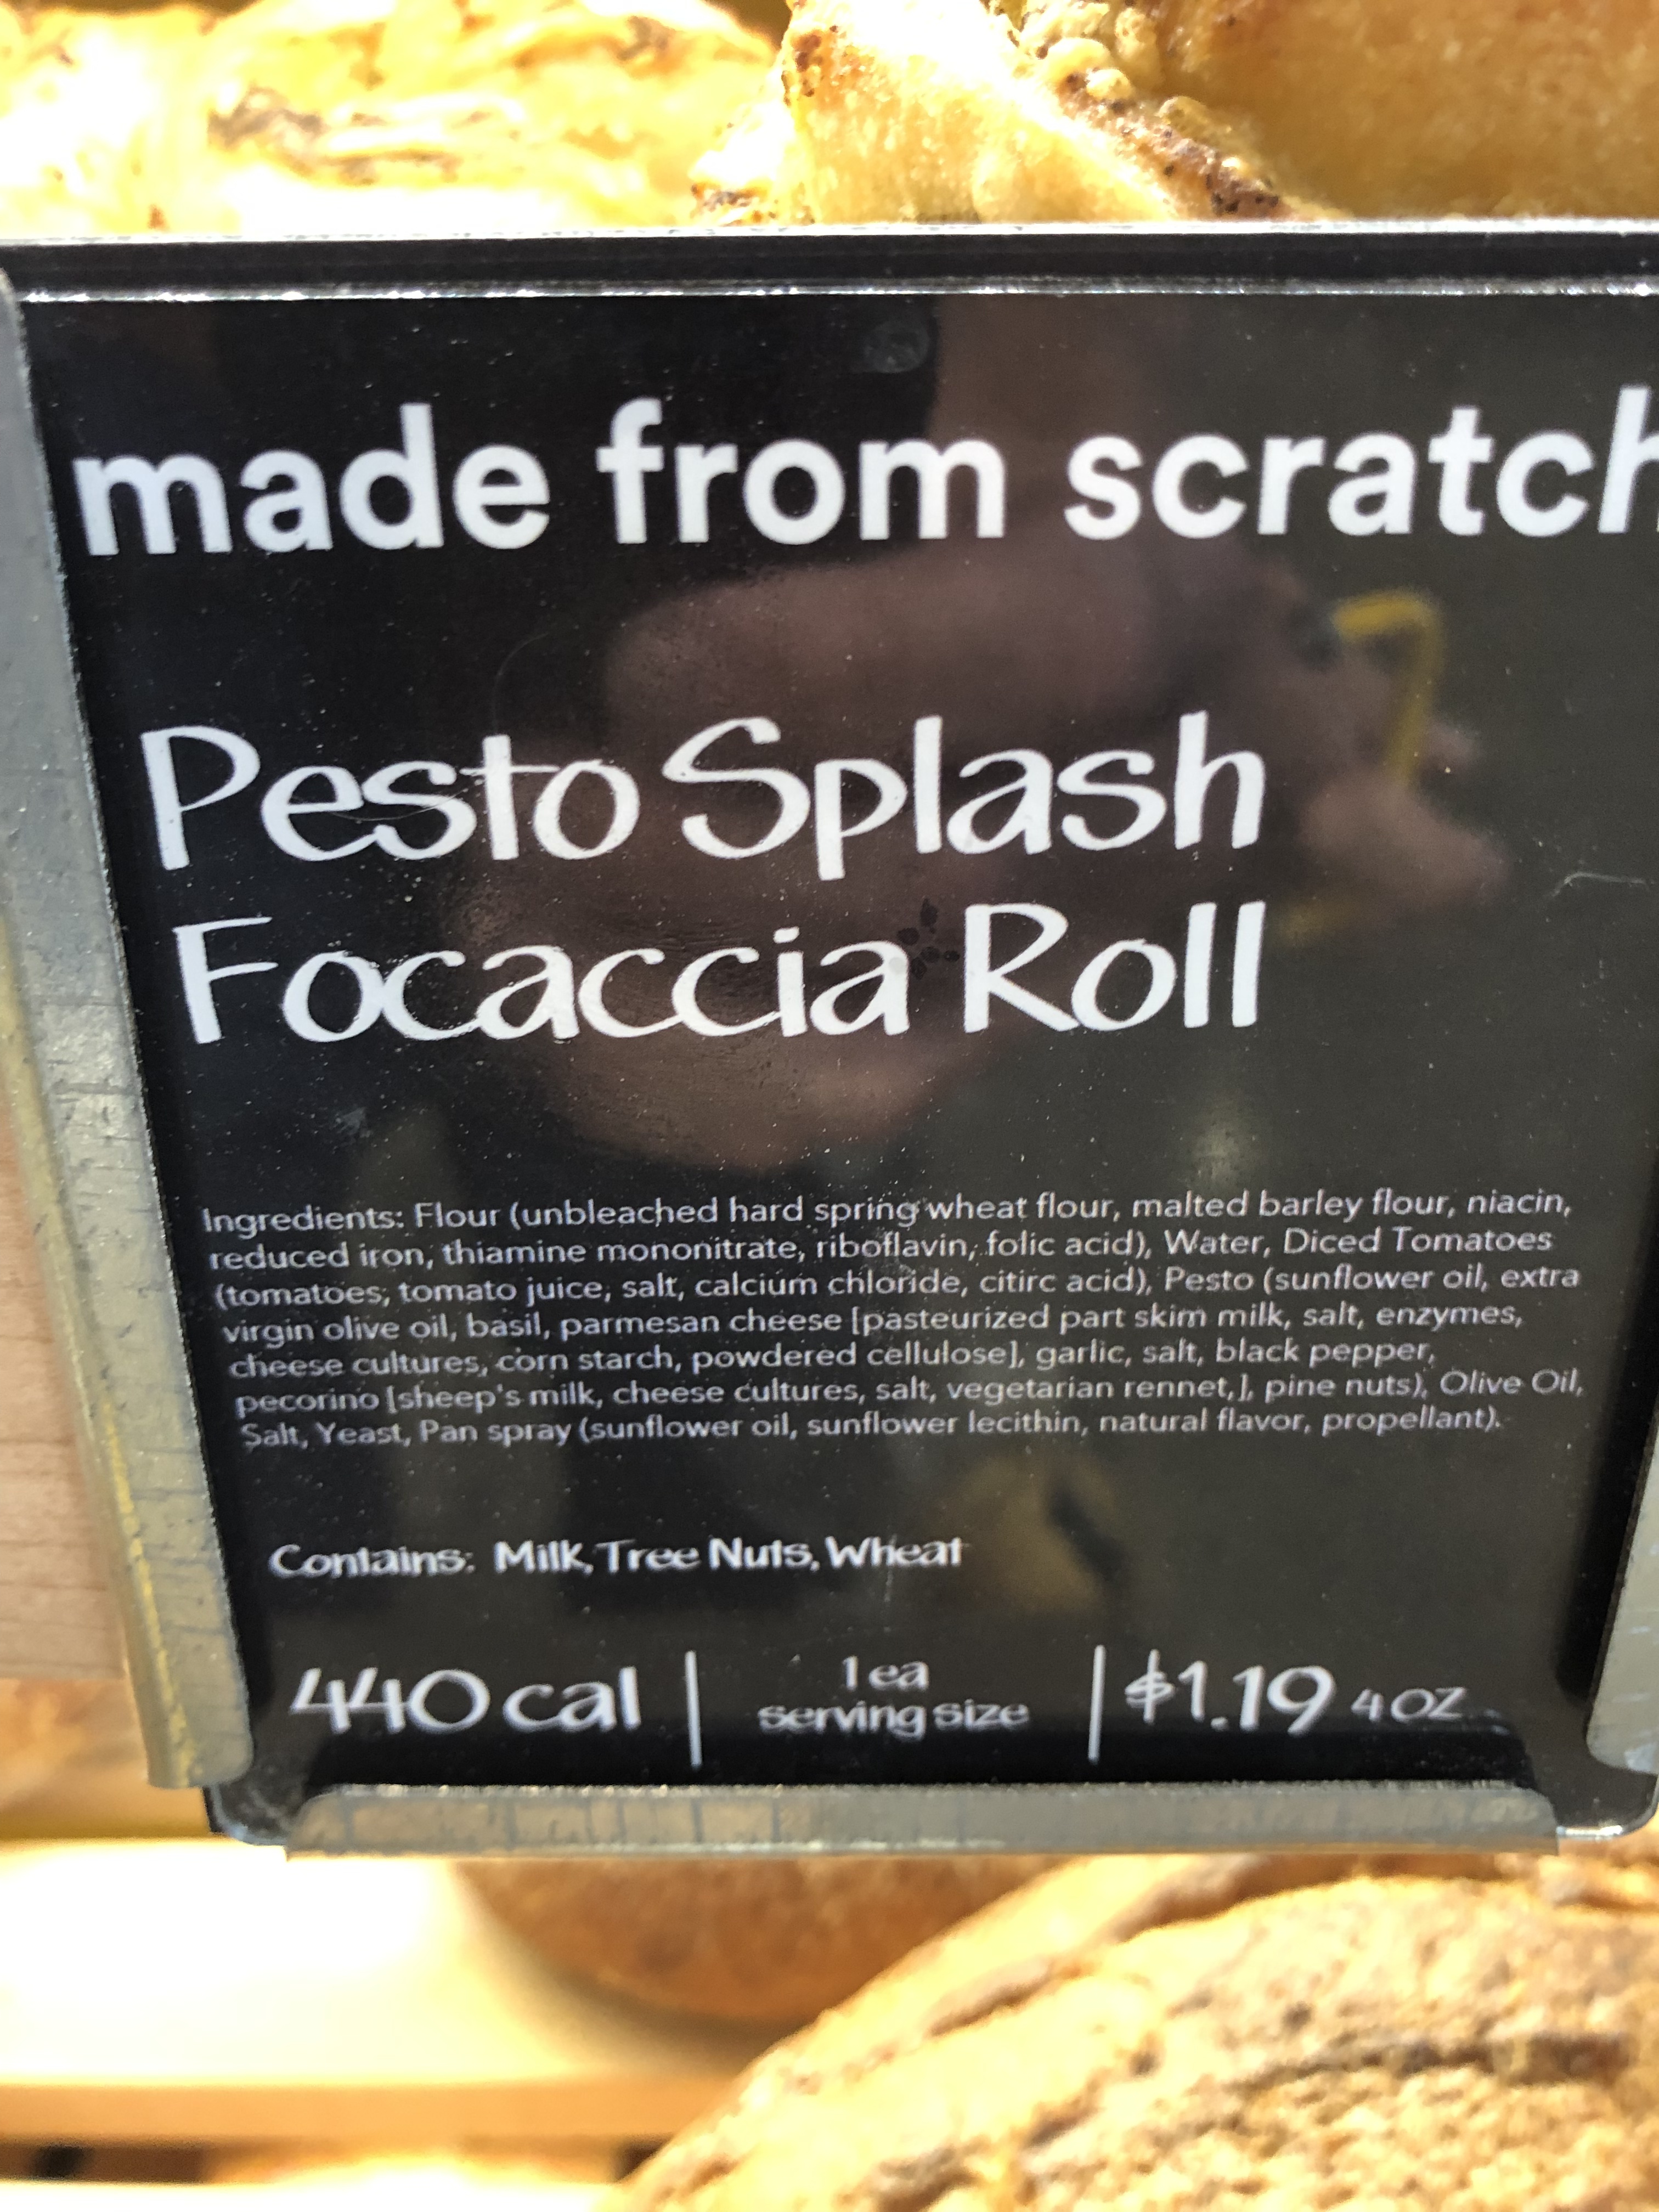 made from scratch
Pesto Splash
Focaccia Roll
Ingredients: Flour (unbleached hard spring wheat flour, malted barley flour, niacin,
reduced iron, thiamine mononitrate, riboflavin, folic acid), Water, Diced Tomatoes
(tomatoes, tomato juice, salt, calcium chloride, citirc acid), Pesto (sunflower oil, extra
virgin olive oil, basil, parmesan cheese [pasteurized part skim milk, salt, enzymes,
cheese cultures, corn starch, powdered cellulose], garlic, salt, black pepper,
pecorino [sheep's milk, cheese cultures, salt, vegetarian rennet,], pine nuts), Olive Oil,
Salt, Yeast, Pan spray (sunflower oil, sunflower lecithin, natural flavor, propellant).
Contains: Milk, Tree Nuts, Wheat
440 cal | 1 ea serving size | $1.19 4 OZ